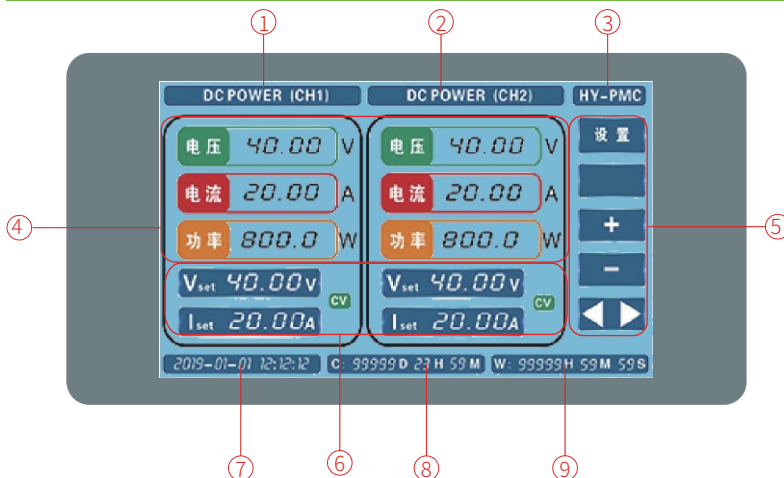 ① ② ③
DC POWER (CH1) DC POWER (CH2) HY-PMC
电压 40.00 V 电压 40.00 V 设置
电流 20.00 A 电流 20.00 A
④ 功率 800.0 W 功率 800.0 W + ⑤
Vset 40.00V Vset 40.00V −
CV CV
Iset 20.00A Iset 20.00A
2019-01-01 12:12:12 C: 99999D 23H 59M W: 99999H 59M 59S
⑦ ⑥ ⑧ ⑨